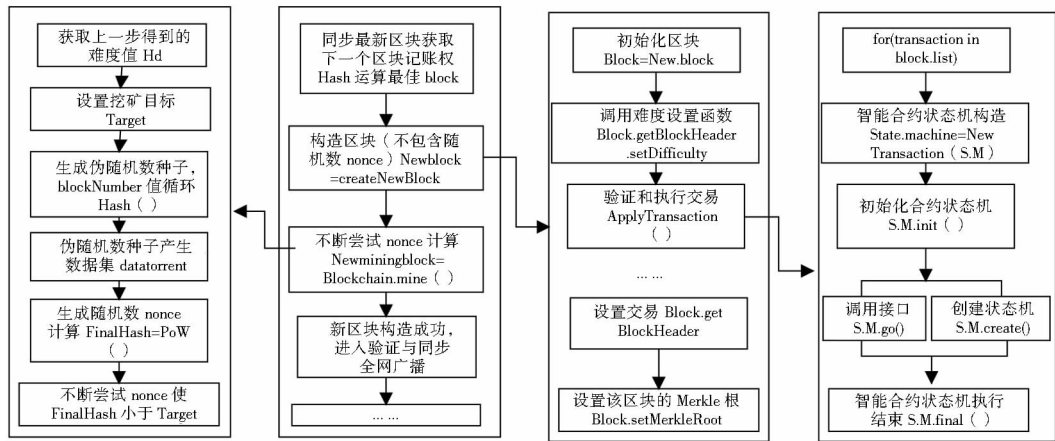 获取上一步得到的
难度值 Hd
设置挖矿目标
Target
生成伪随机数种子，
blockNumber 值循环
Hash（ ）
伪随机数种子产生
数据集 datatorrent
生成随机数 nonce
计算 FinalHash=PoW
（ ）
不断尝试 nonce 使
FinalHash 小于 Target
同步最新区块获取
下一个区块记账权
Hash 运算最佳 block
构造区块（不包含随
机数 nonce）Newblock
=createNewBlock
不断尝试 nonce 计算
Newminingblock=
Blockchain.mine（ ）
新区块构造成功，
进入验证与同步
全网广播
... ...
初始化区块
Block=New.block
调用难度设置函数
Block.getBlockHeader
.setDifficulty
验证和执行交易
ApplyTransaction
（ ）
... ...
设置交易 Block.get
BlockHeader
设置该区块的 Merkle 根
Block.setMerkleRoot
for(transaction in
block.list)
智能合约状态机构造
State.machine=New
Transaction（S.M）
初始化合约状态机
S.M.init（ ）
调用接口
S.M.go()
创建状态机
S.M.create()
智能合约状态机执行
结束 S.M.final（ ）